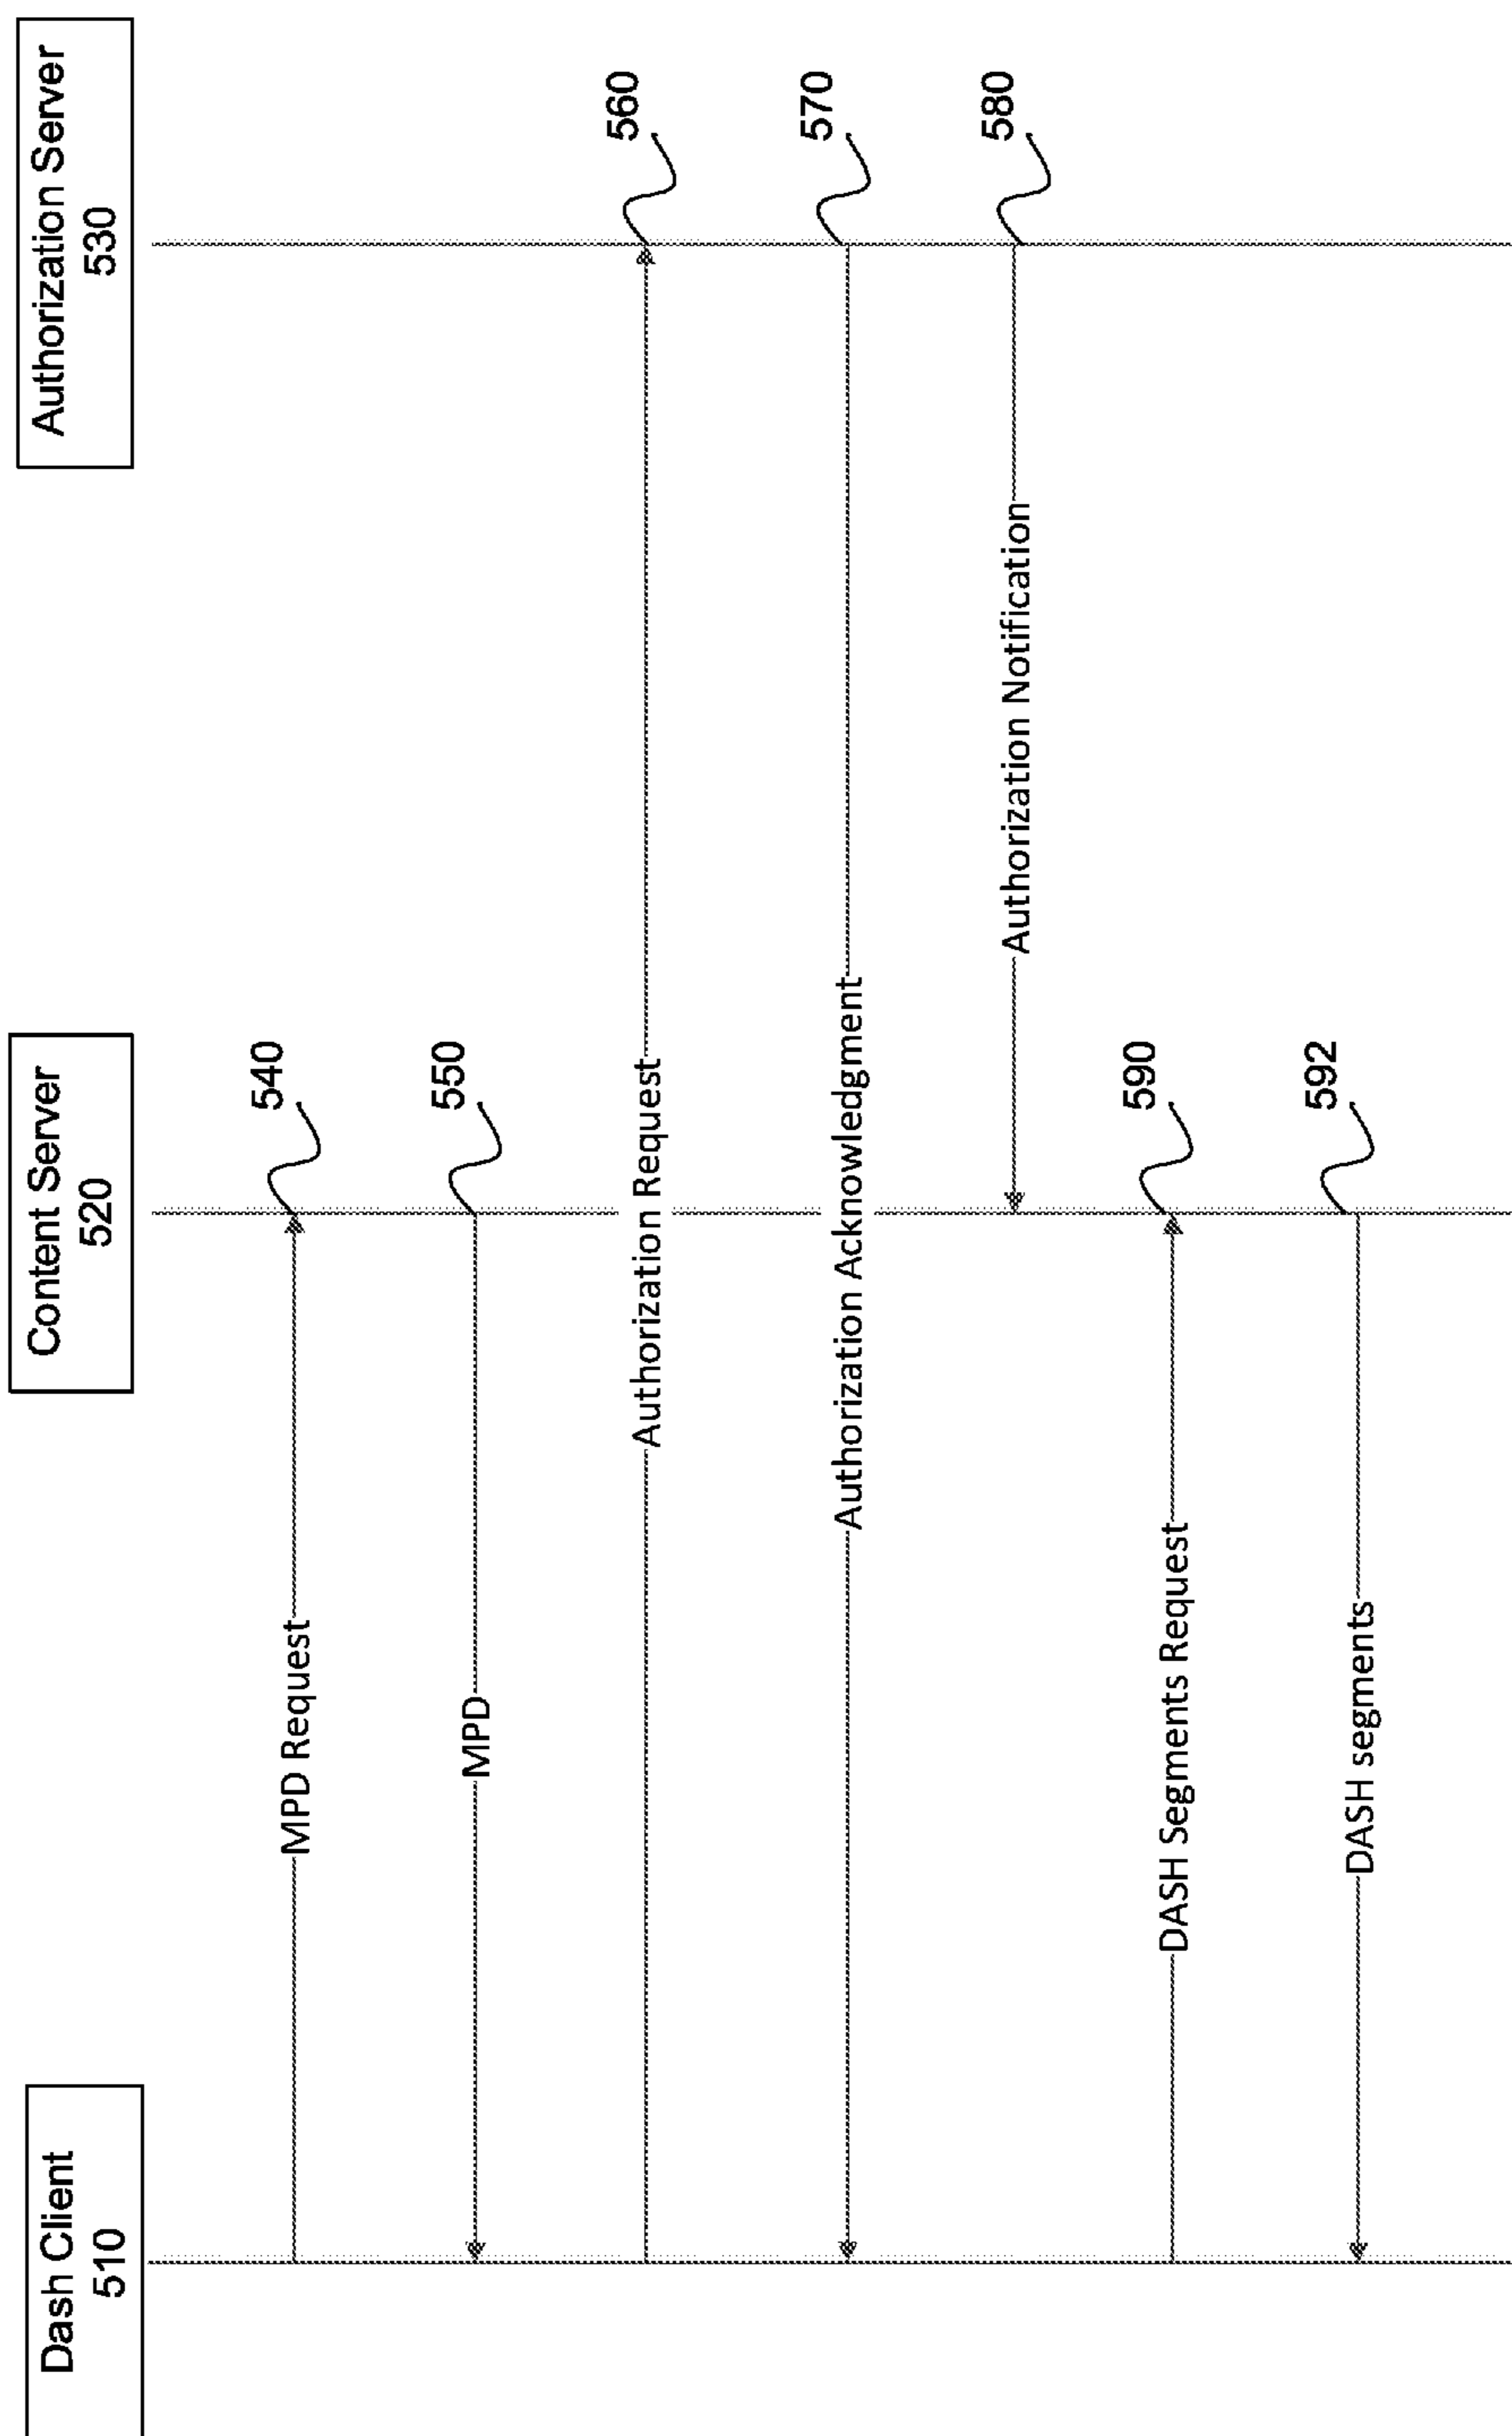 Dash Client
510
Content Server
520
Authorization Server
530
MPD Request
540
MPD
550
Authorization Request
560
Authorization Acknowledgment
570
Authorization Notification
580
DASH Segments Request
590
DASH segments
592